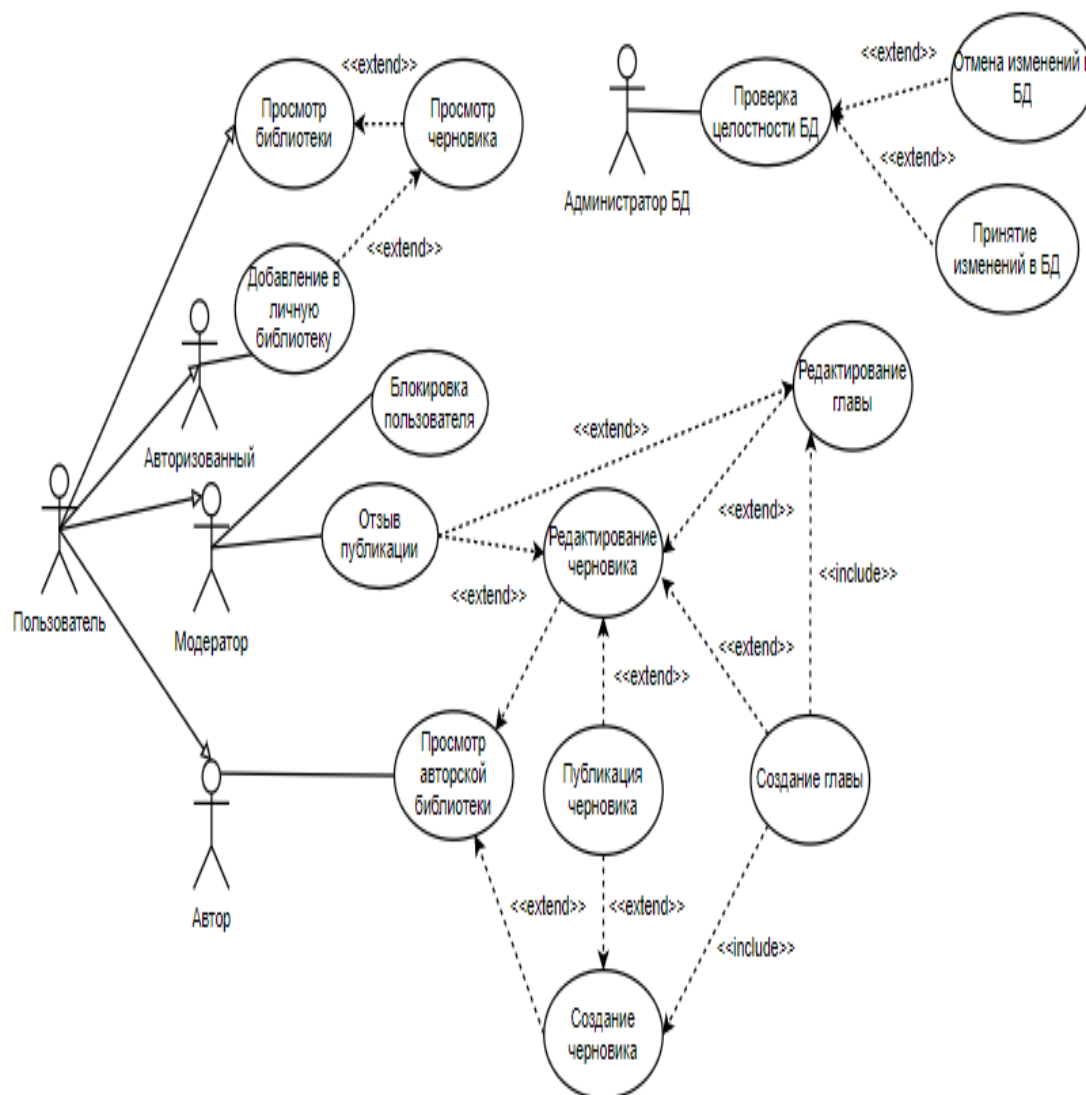 <<extend>>
Просмотр
библиотеки
Просмотр
черновика
<<extend>>
Добавление в
личную
библиотеку
Авторизованный
Пользователь
Блокировка
пользователя
Отзыв
публикации
Модератор
Автор
Администратор БД
Проверка
целостности БД
<<extend>>
Отмена изменений в
БД
<<extend>>
Принятие
изменений в БД
Редактирование
главы
<<extend>>
<<extend>>
Редактирование
черновика
<<extend>>
<<include>>
<<extend>>
<<extend>>
Просмотр
авторской
библиотеки
Публикация
черновика
Создание главы
<<extend>>
<<extend>>
<<include>>
Создание
черновика